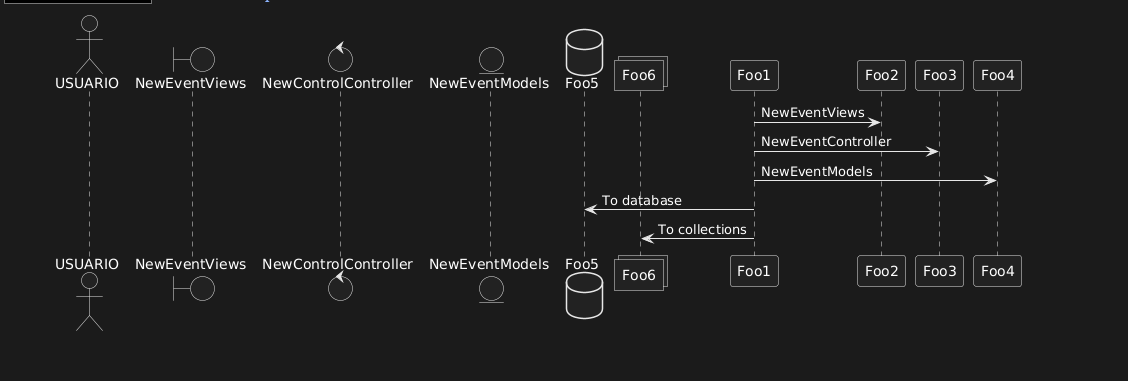 USUARIO NewEventViews NewControlController NewEventModels Foo5 Foo6 Foo1 Foo2 Foo3 Foo4
NewEventViews
NewEventController
NewEventModels
To database
To collections
USUARIO NewEventViews NewControlController NewEventModels Foo5 Foo6 Foo1 Foo2 Foo3 Foo4